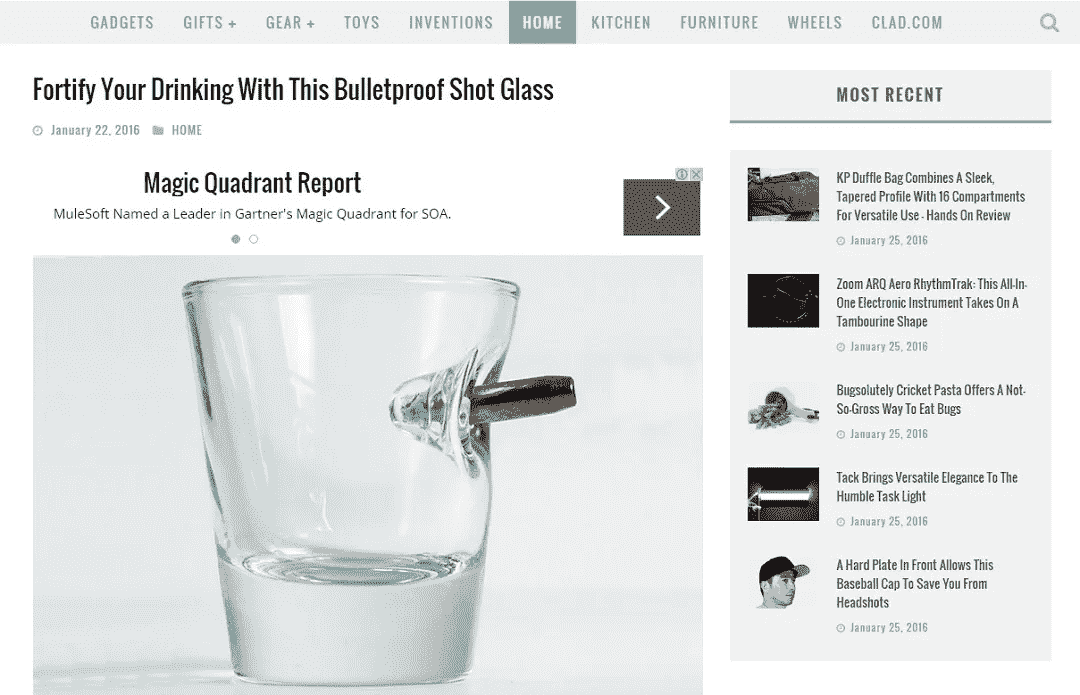 GADGETS GIFTS + GEAR + TOYS INVENTIONS HOME KITCHEN FURNITURE WHEELS CLAD.COM
Fortify Your Drinking With This Bulletproof Shot Glass
January 22, 2016 HOME
Magic Quadrant Report
MuleSoft Named a Leader in Gartner's Magic Quadrant for SOA.
MOST RECENT
KP Duffle Bag Combines A Sleek,
Tapered Profile With 16 Compartments
For Versatile Use - Hands On Review
January 25, 2016
Zoom ARQ Aero RhythmTrak: This All-In-
One Electronic Instrument Takes On A
Tambourine Shape
January 25, 2016
Bugsolutely Cricket Pasta Offers A Not-
So-Gross Way To Eat Bugs
January 25, 2016
Tack Brings Versatile Elegance To The
Humble Task Light
January 25, 2016
A Hard Plate In Front Allows This
Baseball Cap To Save You From
Headshots
January 25, 2016